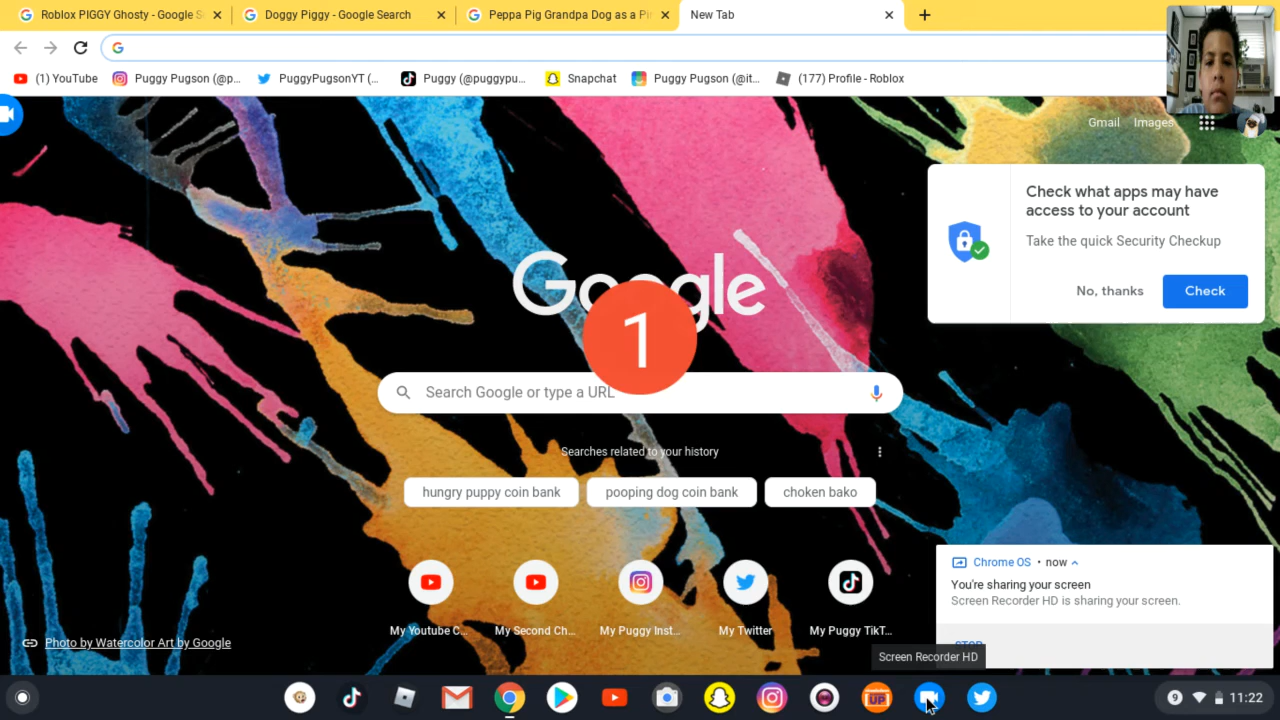 Roblox PIGGY Ghosty - Google S
Doggy Piggy - Google Search
Peppa Pig Grandpa Dog as a Pi
New Tab
(1) YouTube
Puggy Pugson (@p...
PuggyPugsonYT (...
Puggy (@puggypu...
Snapchat
Puggy Pugson (@it...
(177) Profile - Roblox
Gmail
Images
Check what apps may have
access to your account
Take the quick Security Checkup
No, thanks
Check
Google
1
Search Google or type a URL
Searches related to your history
hungry puppy coin bank
pooping dog coin bank
choken bako
My Youtube C...
My Second Ch...
My Puggy Inst...
My Twitter
My Puggy TikT...
Photo by Watercolor Art by Google
Chrome OS • now
You're sharing your screen
Screen Recorder HD is sharing your screen.
STOP
Screen Recorder HD
UP
9
11:22